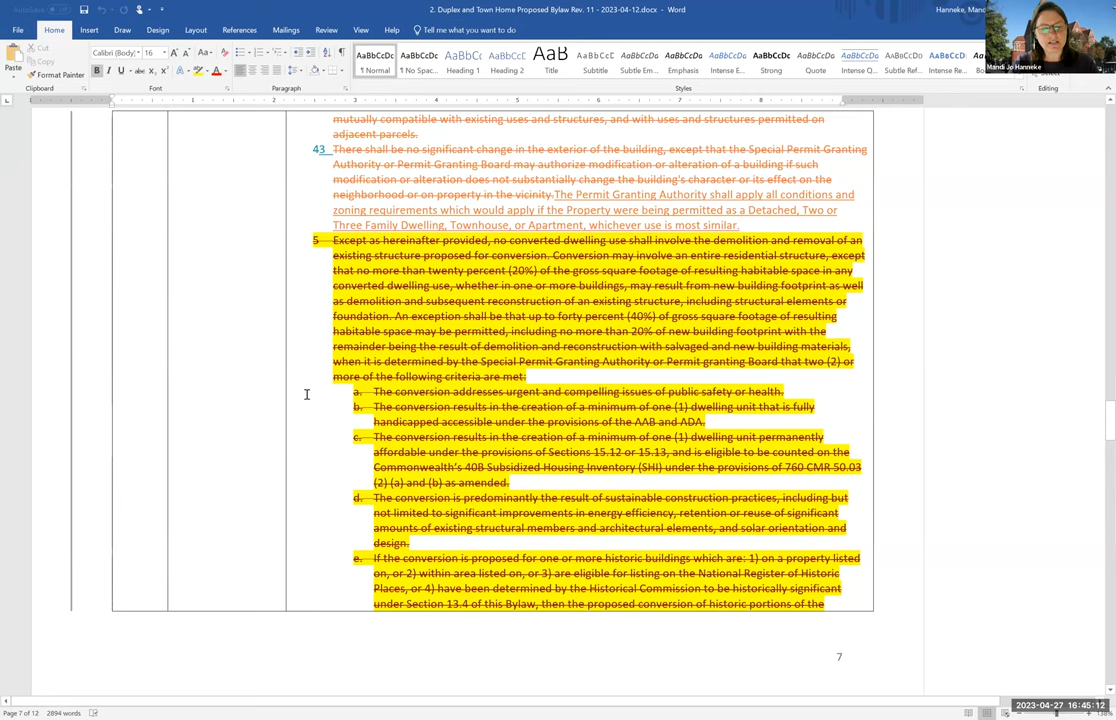 AutoSave Off
2. Duplex and Town Home Proposed Bylaw Rev. 11 - 2023-04-12.docx - Word
Hanneke, Mand
File Home Insert Draw Design Layout References Mailings Review View Help Tell me what you want to do
Paste
Cut
Copy
Format Painter
Calibri (Body)
10.5
B I U
AaBbCcDc AaBbCcDc AaBbCc AaBbCcC AaB AaBbCcC AaBbCcDc AaBbCcDc AaBbCcDc AaBbCcDc AaBbCcDc AaBbCcDc AaBbCcDc
¶ Normal ¶ No Spac... Heading 1 Heading 2 Title Subtitle Subtle Em... Emphasis Intense E... Strong Quote Intense Q... Subtle Ref... Intense Re...
Clipboard Font Paragraph Styles Editing
Mandi Jo Hanneke
mutually compatible with existing uses and structures, and with uses and structures permitted on
adjacent parcels.
43 There shall be no significant change in the exterior of the building, except that the Special Permit Granting
Authority or Permit Granting Board may authorize modification or alteration of a building if such
modification or alteration does not substantially change the building's character or its effect on the
neighborhood or on property in the vicinity.The Permit Granting Authority shall apply all conditions and
zoning requirements which would apply if the Property were being permitted as a Detached, Two or
Three Family Dwelling, Townhouse, or Apartment, whichever use is most similar.
5 Except as hereinafter provided, no converted dwelling use shall involve the demolition and removal of an
existing structure proposed for conversion. Conversion may involve an entire residential structure, except
that no more than twenty percent (20%) of the gross square footage of resulting habitable space in any
converted dwelling use, whether in one or more buildings, may result from new building footprint as well
as demolition and subsequent reconstruction of an existing structure, including structural elements or
foundation. An exception shall be that up to forty percent (40%) of gross square footage of resulting
habitable space may be permitted, including no more than 20% of new building footprint with the
remainder being the result of demolition and reconstruction with salvaged and new building materials,
when it is determined by the Special Permit Granting Authority or Permit granting Board that two (2) or
more of the following criteria are met:
a. The conversion addresses urgent and compelling issues of public safety or health.
b. The conversion results in the creation of a minimum of one (1) dwelling unit that is fully
handicapped accessible under the provisions of the AAB and ADA.
c. The conversion results in the creation of a minimum of one (1) dwelling unit permanently
affordable under the provisions of Sections 15.12 or 15.13, and is eligible to be counted on the
Commonwealth's 40B Subsidized Housing Inventory (SHI) under the provisions of 760 CMR 50.03
(2) (a) and (b) as amended.
d. The conversion is predominantly the result of sustainable construction practices, including but
not limited to significant improvements in energy efficiency, retention or reuse of significant
amounts of existing structural members and architectural elements, and solar orientation and
design.
e. If the conversion is proposed for one or more historic buildings which are: 1) on a property listed
on, or 2) within area listed on, or 3) are eligible for listing on the National Register of Historic
Places, or 4) have been determined by the Historical Commission to be historically significant
under Section 13.4 of this Bylaw, then the proposed conversion of historic portions of the
7
2023-04-27 16:45:12
Page 7 of 12 2894 words